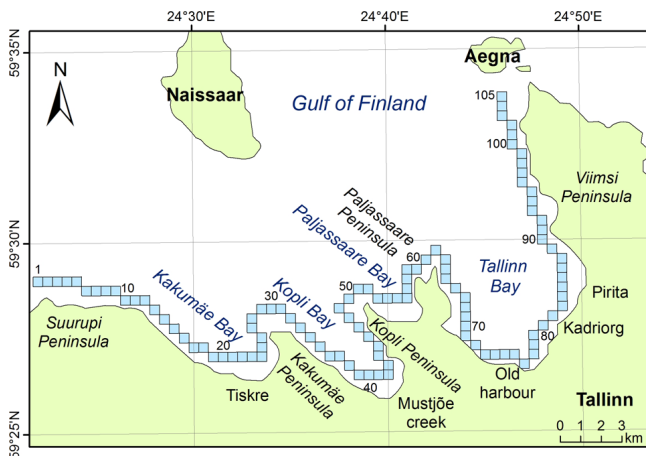 24°30'E
24°40'E
24°50'E
59°35'N
59°30'N
59°25'N
N
Naissaar
Aegna
Gulf of Finland
105
100
Viimsi
Peninsula
Paljassaare
Peninsula
Paljassaare Bay
90
60
Tallinn
Bay
1
10
Kakumäe Bay
Kopli Bay
30
50
Pirita
Suurupi
Peninsula
20
Kopli Peninsula
70
80
Kadriorg
Tiskre
Kakumäe
Peninsula
40
Mustjõe
creek
Old
harbour
Tallinn
0 1 2 3
km